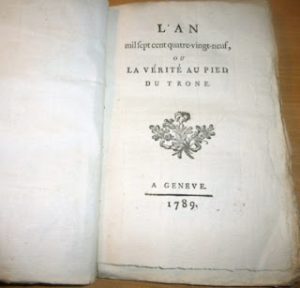 L'AN
mil sept cent quatre-vingt-neuf,
OU
LA VÉRITÉ AU PIED
DU TRONE.
A GENEVE.
1789.